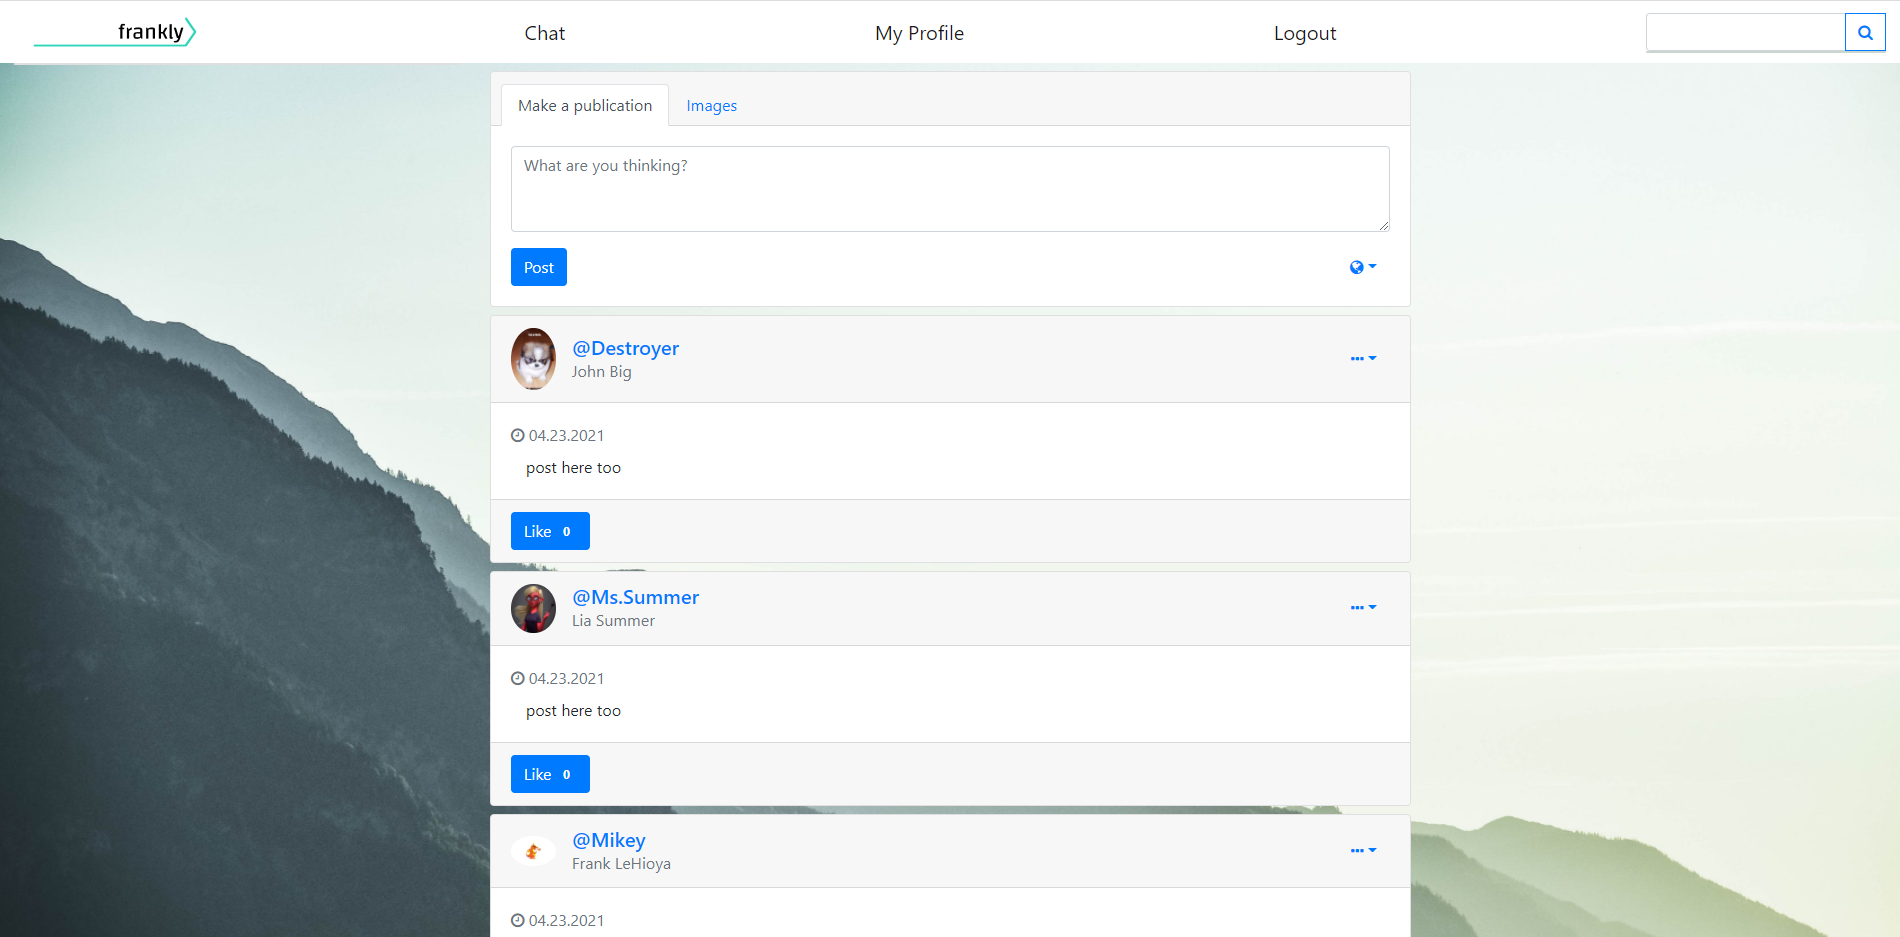 frankly
Chat
My Profile
Logout
Make a publication
Images
What are you thinking?
Post
@Destroyer
John Big
04.23.2021
post here too
Like 0
@Ms.Summer
Lia Summer
04.23.2021
post here too
Like 0
@Mikey
Frank LeHioya
04.23.2021